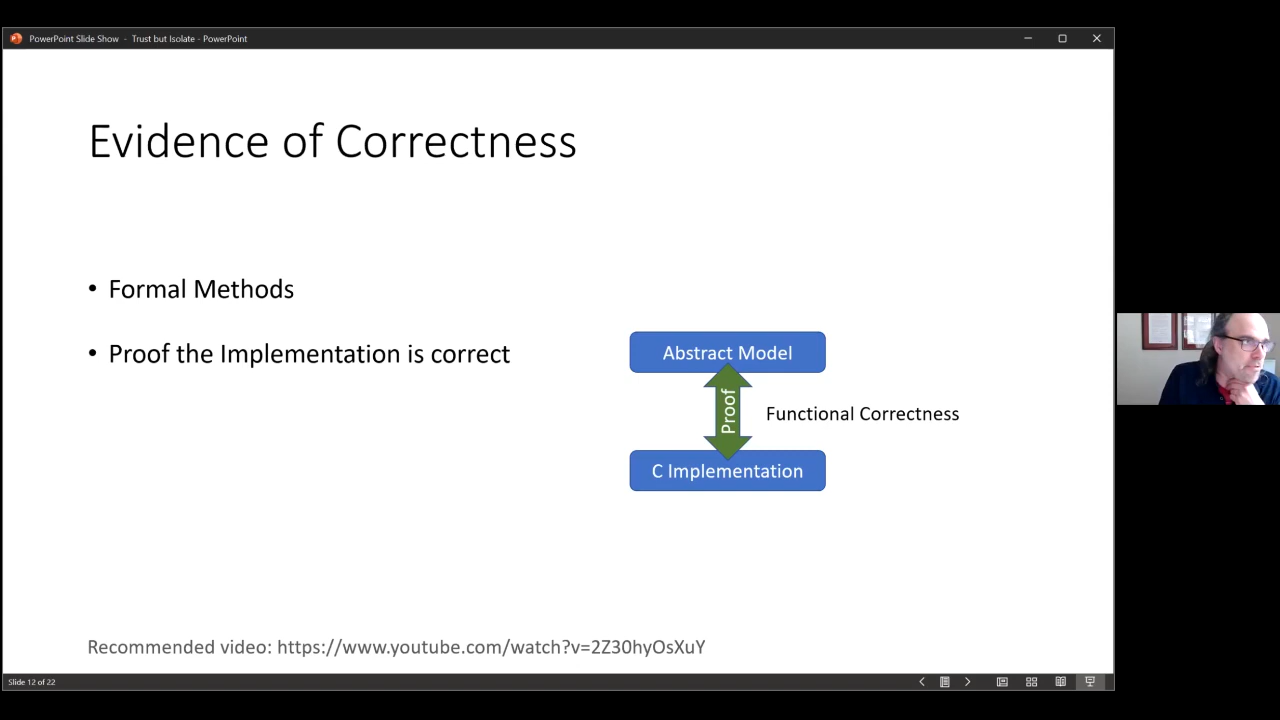 PowerPoint Slide Show - Trust but Isolate - PowerPoint
Evidence of Correctness
• Formal Methods
• Proof the Implementation is correct
Abstract Model
Proof
Functional Correctness
C Implementation
Recommended video: https://www.youtube.com/watch?v=2Z30hyOsXuY
Slide 12 of 22